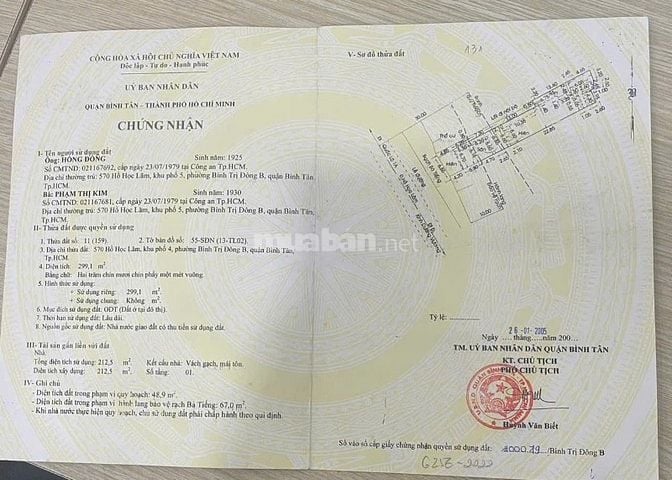 CỘNG HÒA XÃ HỘI CHỦ NGHĨA VIỆT NAM
Độc lập - Tự do - Hạnh phúc
UỶ BAN NHÂN DÂN
QUẬN BÌNH TÂN - THÀNH PHỐ HỒ CHÍ MINH
CHỨNG NHẬN
I- Tên người sử dụng đất
Ông: HỒNG ĐÔNG Sinh năm: 1925
Số CMTND: 021167692, cấp ngày 23/07/1979 tại Công an Tp.HCM.
Địa chỉ thường trú: 570 Hồ Học Lãm, khu phố 5, phường Bình Trị Đông B, quận Bình Tân,
Tp.HCM.
Bà: PHẠM THỊ KIM Sinh năm: 1930
Số CMTND: 021167681, cấp ngày 23/07/1979 tại Công an Tp.HCM.
Địa chỉ thường trú: 570 Hồ Học Lãm, khu phố 5, phường Bình Trị Đông B, quận Bình Tân,
Tp.HCM.
II- Thửa đất được quyền sử dụng
1. Thửa đất số: 11 (159). 2. Tờ bản đồ số: 55-SĐN (13-TL02)
3. Địa chỉ thửa đất: 570 Hồ Học Lãm, khu phố 4, phường Bình Trị Đông B, quận Bình Tân,
Tp.HCM.
4. Diện tích: 299,1 m².
Bằng chữ: Hai trăm chín mươi chín phẩy một mét vuông.
5. Hình thức sử dụng:
+ Sử dụng riêng: 299,1 m².
+ Sử dụng chung: Không m².
6. Mục đích sử dụng đất: ODT (Đất ở tại đô thị).
7. Thời hạn sử dụng đất: Lâu dài.
8. Nguồn gốc sử dụng đất: Nhà nước giao đất có thu tiền sử dụng đất.
III- Tài sản gắn liền với đất
Nhà:
Tổng diện tích sử dụng: 212,5 m². Kết cấu nhà: Vách gạch, mái tôn.
Diện tích xây dựng: 212,5 m². Số tầng: 01.
IV- Ghi chú
- Diện tích đất trong phạm vi quy hoạch: 48,9 m².
- Diện tích đất trong phạm vi hành lang bảo vệ rạch Bà Tiếng: 67,0 m².
- Khi nhà nước thực hiện quy hoạch, chủ sử dụng đất phải chấp hành theo qui định.
V- Sơ đồ thửa đất
131
muaban.net
Tỷ lệ:
26-01-2005
Ngày ..... tháng.....năm 200...
TM. UỶ BAN NHÂN DÂN QUẬN BÌNH TÂN
KT. CHỦ TỊCH
PHÓ CHỦ TỊCH
Huỳnh Văn Biết
Số vào sổ cấp giấy chứng nhận quyền sử dụng đất: 400019/Bình Trị Đông B